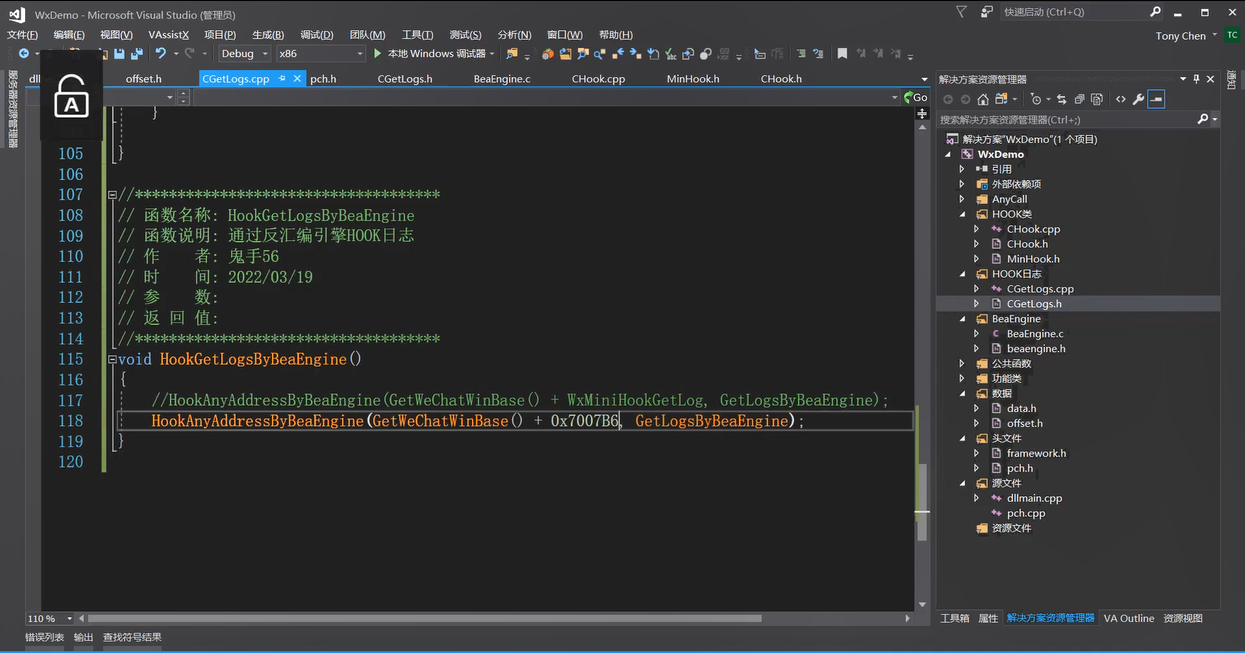 WxDemo - Microsoft Visual Studio (管理员)
快速启动 (Ctrl+Q)
文件(F) 编辑(E) 视图(V) VAssistX 项目(P) 生成(B) 调试(D) 团队(M) 工具(T) 测试(S) 分析(N) 窗口(W) 帮助(H)
Tony Chen TC
Debug x86 本地 Windows 调试器
offset.h CGetLogs.cpp pch.h CGetLogs.h BeaEngine.c CHook.cpp MinHook.h CHook.h
服务器资源管理器
A
Go
}
105 }
106
107 //***********************************
108 // 函数名称: HookGetLogsByBeaEngine
109 // 函数说明: 通过反汇编引擎HOOK日志
110 // 作 者: 鬼手56
111 // 时 间: 2022/03/19
112 // 参 数:
113 // 返 回 值:
114 //***********************************
115 void HookGetLogsByBeaEngine()
116 {
117 //HookAnyAddressByBeaEngine(GetWeChatWinBase() + WxMiniHookGetLog, GetLogsByBeaEngine);
118 HookAnyAddressByBeaEngine(GetWeChatWinBase() + 0x7007B6, GetLogsByBeaEngine);
119 }
120
110 %
错误列表 输出 查找符号结果
解决方案资源管理器
搜索解决方案资源管理器(Ctrl+;)
解决方案"WxDemo"(1 个项目)
WxDemo
引用
外部依赖项
AnyCall
HOOK类
CHook.cpp
CHook.h
MinHook.h
HOOK日志
CGetLogs.cpp
CGetLogs.h
BeaEngine
BeaEngine.c
beaengine.h
公共函数
功能类
数据
data.h
offset.h
头文件
framework.h
pch.h
源文件
dllmain.cpp
pch.cpp
资源文件
工具箱 属性 解决方案资源管理器 VA Outline 资源视图
通知